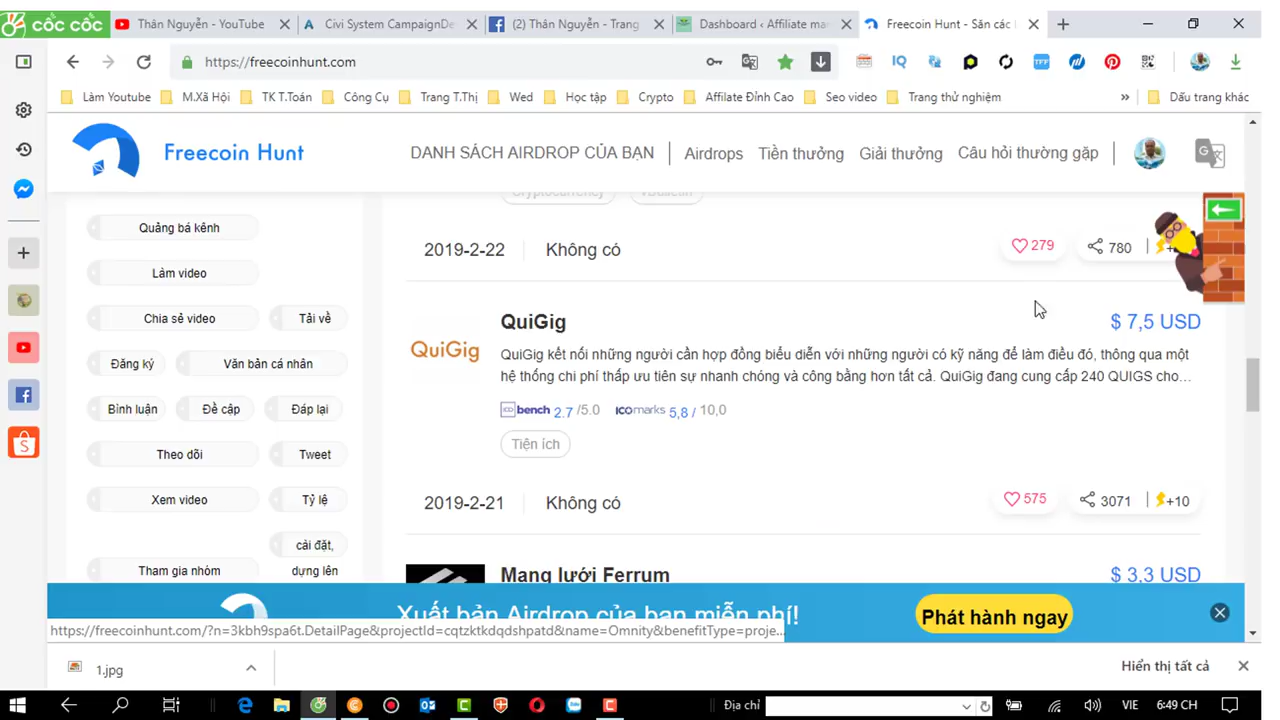 cốc cốc
Thân Nguyễn - YouTube
Civi System CampaignDe
(2) Thân Nguyễn - Trang
Dashboard ‹ Affiliate mar
Freecoin Hunt - Săn các
https://freecoinhunt.com
Làm Youtube
M.Xã Hội
TK T.Toán
Công Cụ
Trang T.Thị
Wed
Học tập
Crypto
Affilate Đỉnh Cao
Seo video
Trang thử nghiệm
Dấu trang khác
Freecoin Hunt
DANH SÁCH AIRDROP CỦA BẠN
Airdrops
Tiền thưởng
Giải thưởng
Câu hỏi thường gặp
Cryptocurrency
Quảng bá kênh
Làm video
Chia sẻ video
Tải về
Đăng ký
Văn bản cá nhân
Bình luận
Đề cập
Đáp lại
Theo dõi
Tweet
Xem video
Tỷ lệ
Tham gia nhóm
cài đặt,
dựng lên
2019-2-22
Không có
279
780
QuiGig
$ 7,5 USD
QuiGig
QuiGig kết nối những người cần hợp đồng biểu diễn với những người có kỹ năng để làm điều đó, thông qua một
hệ thống chi phí thấp ưu tiên sự nhanh chóng và công bằng hơn tất cả. QuiGig đang cung cấp 240 QUIGS cho...
bench 2.7 /5.0
ICOmarks 5,8 / 10,0
Tiện ích
2019-2-21
Không có
575
3071
+10
Mạng lưới Ferrum
$ 3,3 USD
Xuất bản Airdrop của bạn miễn phí!
Phát hành ngay
https://freecoinhunt.com/?n=3kbh9spa6t.DetailPage&projectId=cqtzktkdqdshpatd&name=Omnity&benefitType=proje...
1.jpg
Hiển thị tất cả
Địa chỉ
VIE
6:49 CH